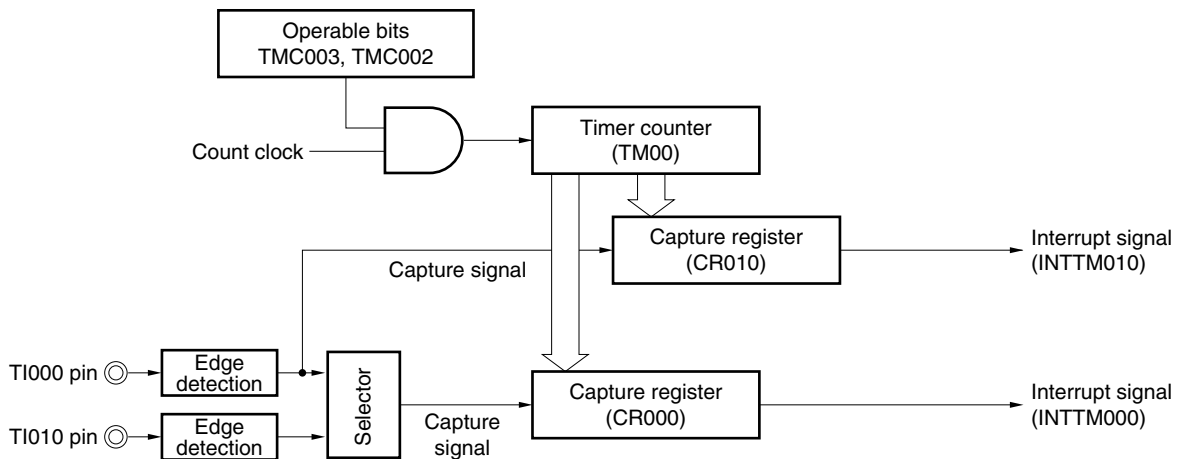 Operable bits
TMC003, TMC002
Count clock
Timer counter
(TM00)
Capture register
(CR010)
Interrupt signal
(INTTM010)
Capture signal
TI000 pin
Edge
detection
Selector
Capture register
(CR000)
Interrupt signal
(INTTM000)
TI010 pin
Edge
detection
Capture
signal